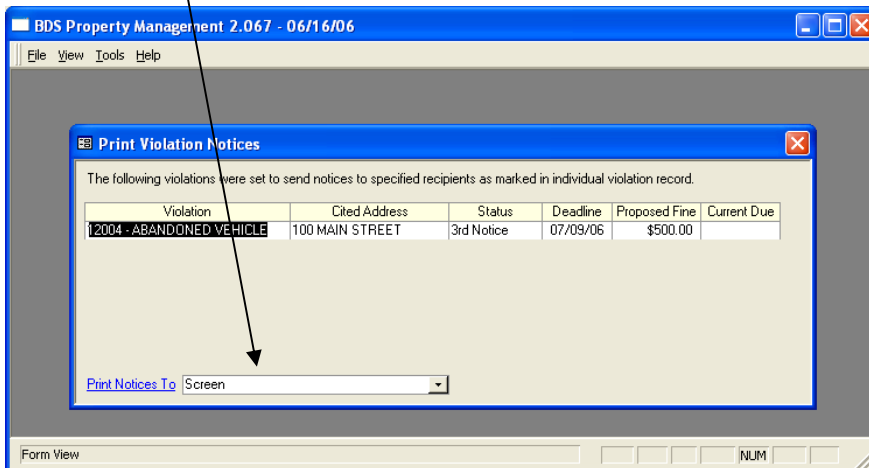 BDS Property Management 2.067 - 06/16/06
File View Tools Help
Print Violation Notices
The following violations were set to send notices to specified recipients as marked in individual violation record.
Violation Cited Address Status Deadline Proposed Fine Current Due
12004 - ABANDONED VEHICLE 100 MAIN STREET 3rd Notice 07/09/06 $500.00
Print Notices To Screen
Form View NUM